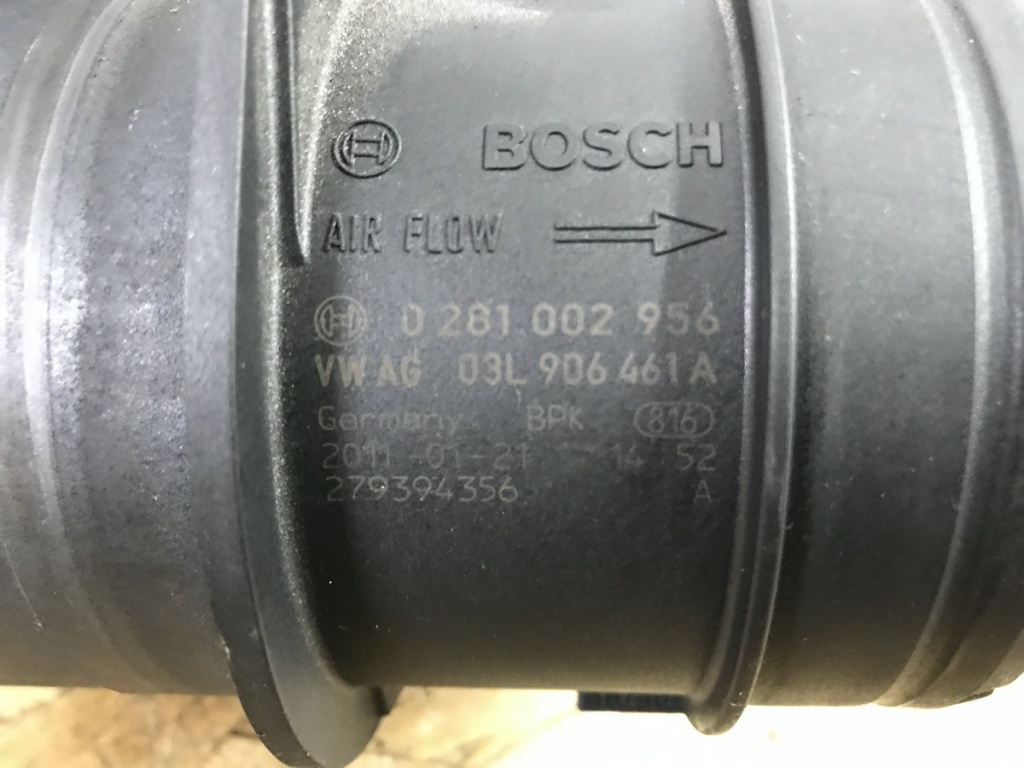 BOSCH
AIR FLOW
0 281 002 956
VW AG 03L 906 461 A
Germany BPK 816
2011-01-21 14 52
279394356 A